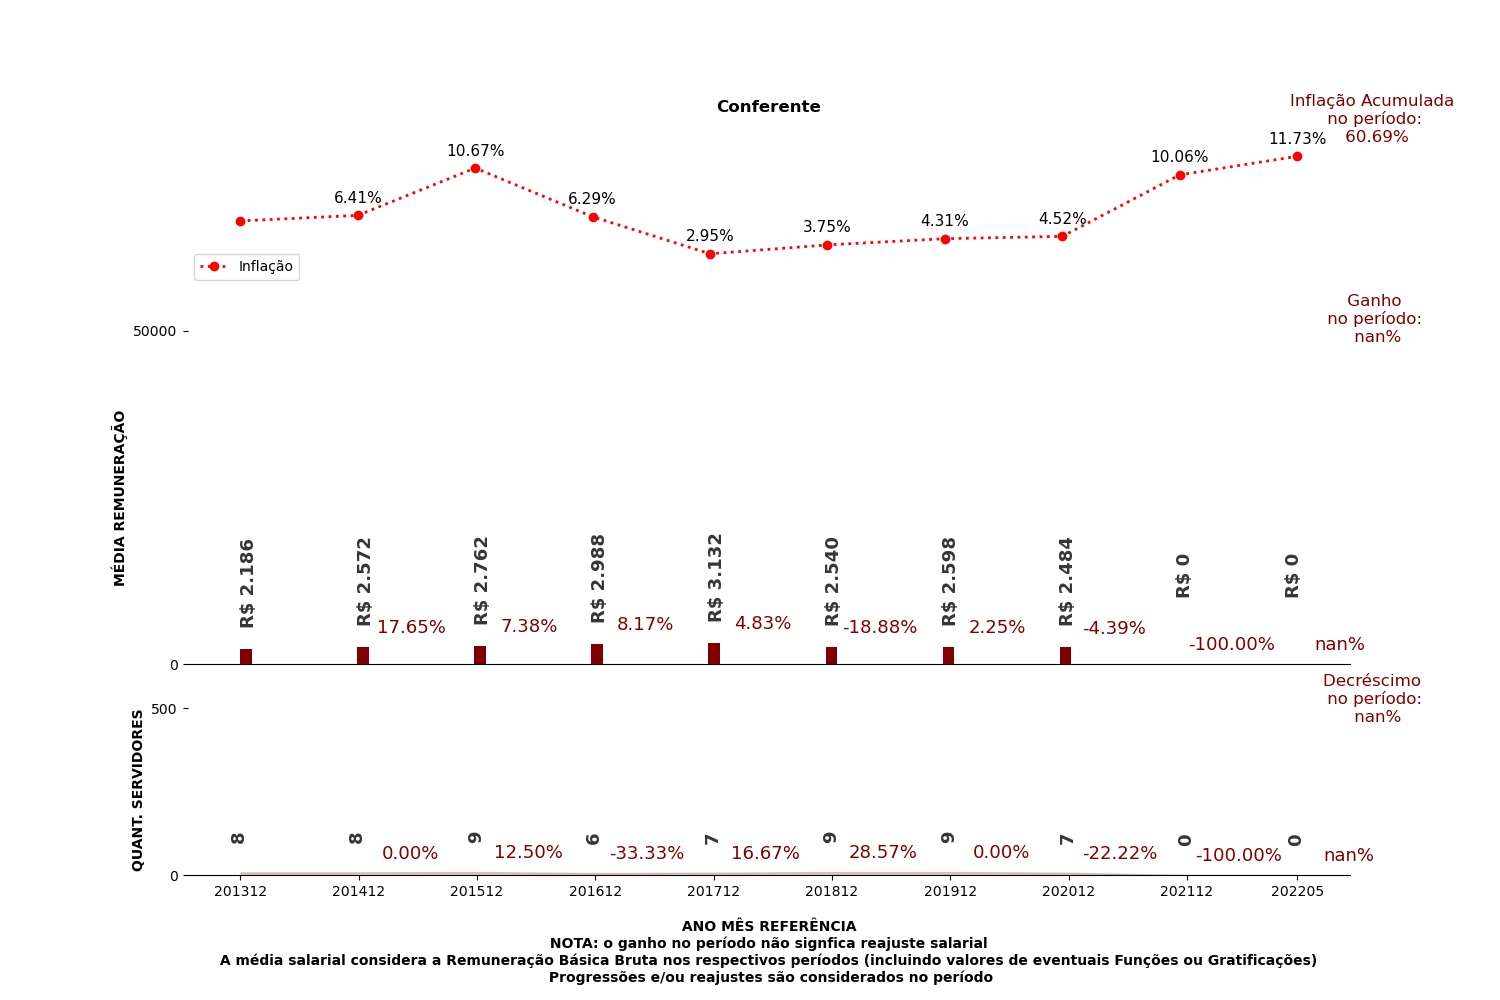 Conferente
Inflação Acumulada
no período:
60.69%
6.41%
10.67%
6.29%
2.95%
3.75%
4.31%
4.52%
10.06%
11.73%
Inflação
Ganho
no período:
nan%
50000
MÉDIA REMUNERAÇÃO
R$ 2.186
R$ 2.572
R$ 2.762
R$ 2.988
R$ 3.132
R$ 2.540
R$ 2.598
R$ 2.484
R$ 0
R$ 0
17.65%
7.38%
8.17%
4.83%
-18.88%
2.25%
-4.39%
-100.00%
nan%
0
Decréscimo
no período:
nan%
500
QUANT. SERVIDORES
8
8
9
6
7
9
9
7
0
0
0.00%
12.50%
-33.33%
16.67%
28.57%
0.00%
-22.22%
-100.00%
nan%
0
201312 201412 201512 201612 201712 201812 201912 202012 202112 202205
ANO MÊS REFERÊNCIA
NOTA: o ganho no período não signfica reajuste salarial
A média salarial considera a Remuneração Básica Bruta nos respectivos períodos (incluindo valores de eventuais Funções ou Gratificações)
Progressões e/ou reajustes são considerados no período